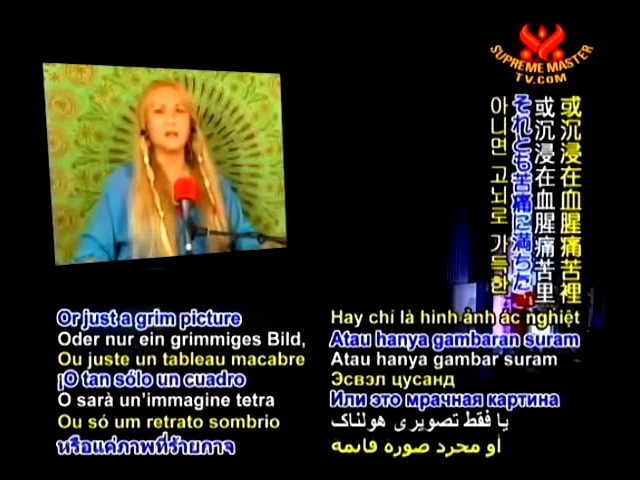 SUPREME MASTER
TV.COM
或沉浸在血腥痛苦裡
或沉浸在血腥痛苦里
それとも苦痛に満ちた
아니면 고뇌로 가득한
Or just a grim picture
Oder nur ein grimmiges Bild,
Ou juste un tableau macabre
¡O tan sólo un cuadro
O sarà un'immagine tetra
Ou só um retrato sombrio
หรือแค่ภาพที่ร้ายกาจ
Hay chỉ là hình ảnh ác nghiệt
Atau hanya gambaran suram
Atau hanya gambar suram
Эсвэл цусанд
Или это мрачная картина
یا فقط تصویری هولناک
أو مجرد صورة قاتمة